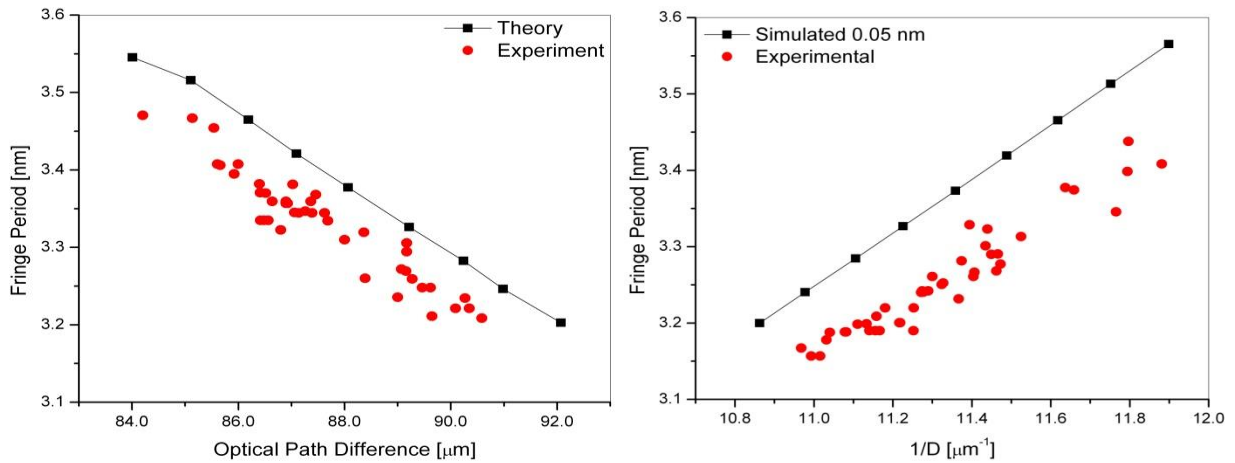 3.6
3.5
3.4
3.3
3.2
3.1
Fringe Period [nm]
Theory
Experiment
84.0 86.0 88.0 90.0 92.0
Optical Path Difference [μm]
3.6
3.5
3.4
3.3
3.2
3.1
Fringe Period [nm]
Simulated 0.05 nm
Experimental
10.8 11.0 11.2 11.4 11.6 11.8 12.0
1/D [μm⁻¹]